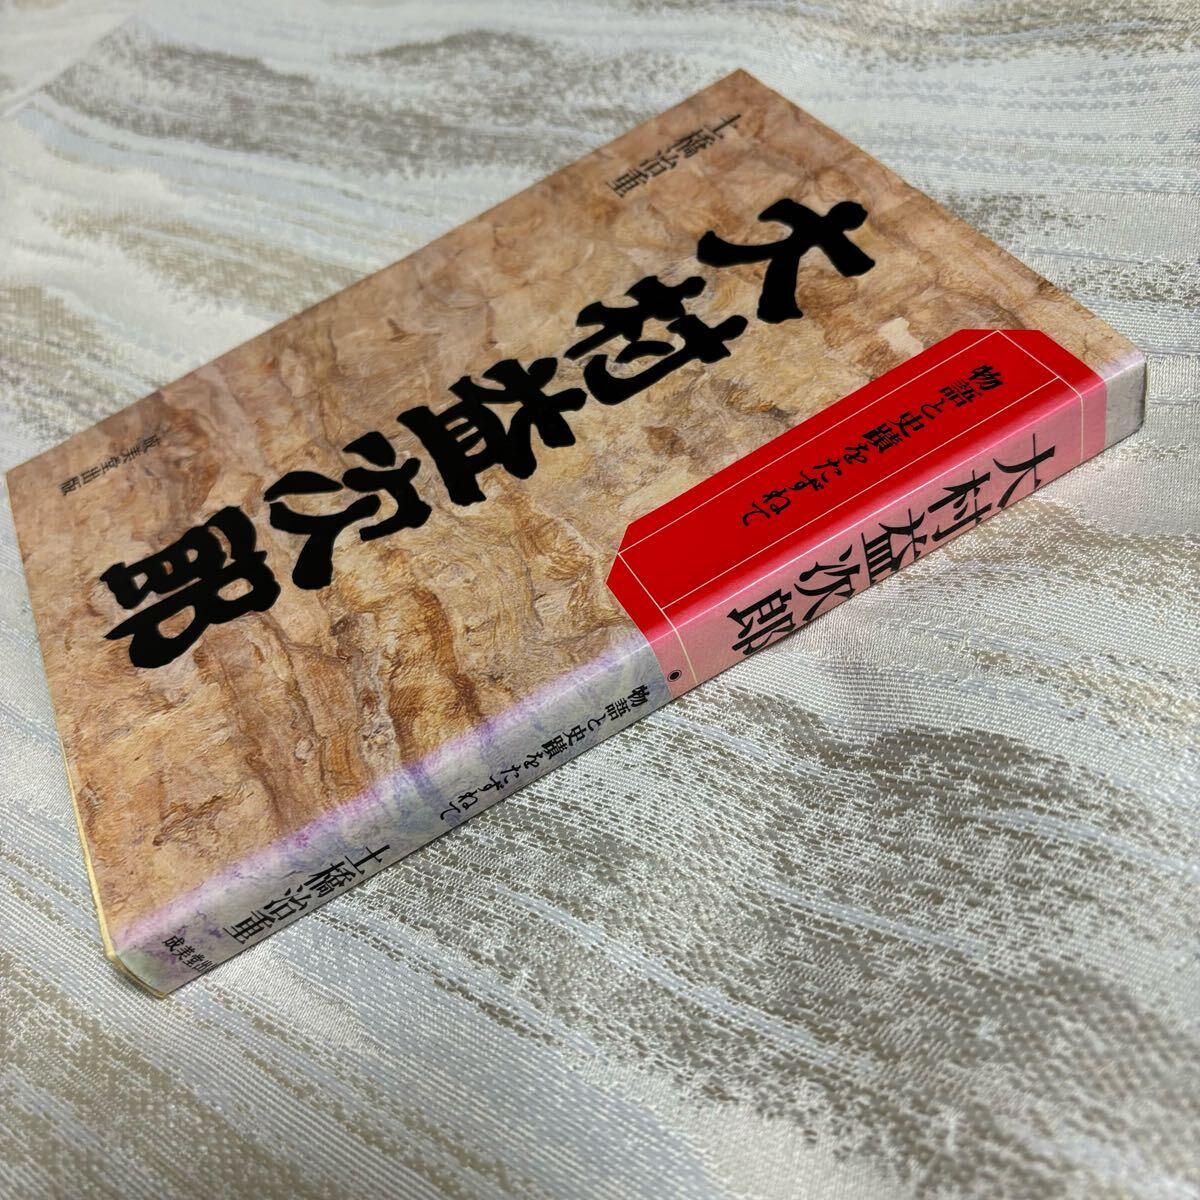 物語と史蹟をたずねて
大村益次郎
土橋治重
成美堂出版
大村益次郎
物語と史蹟をたずねて
土橋治重
成美堂出